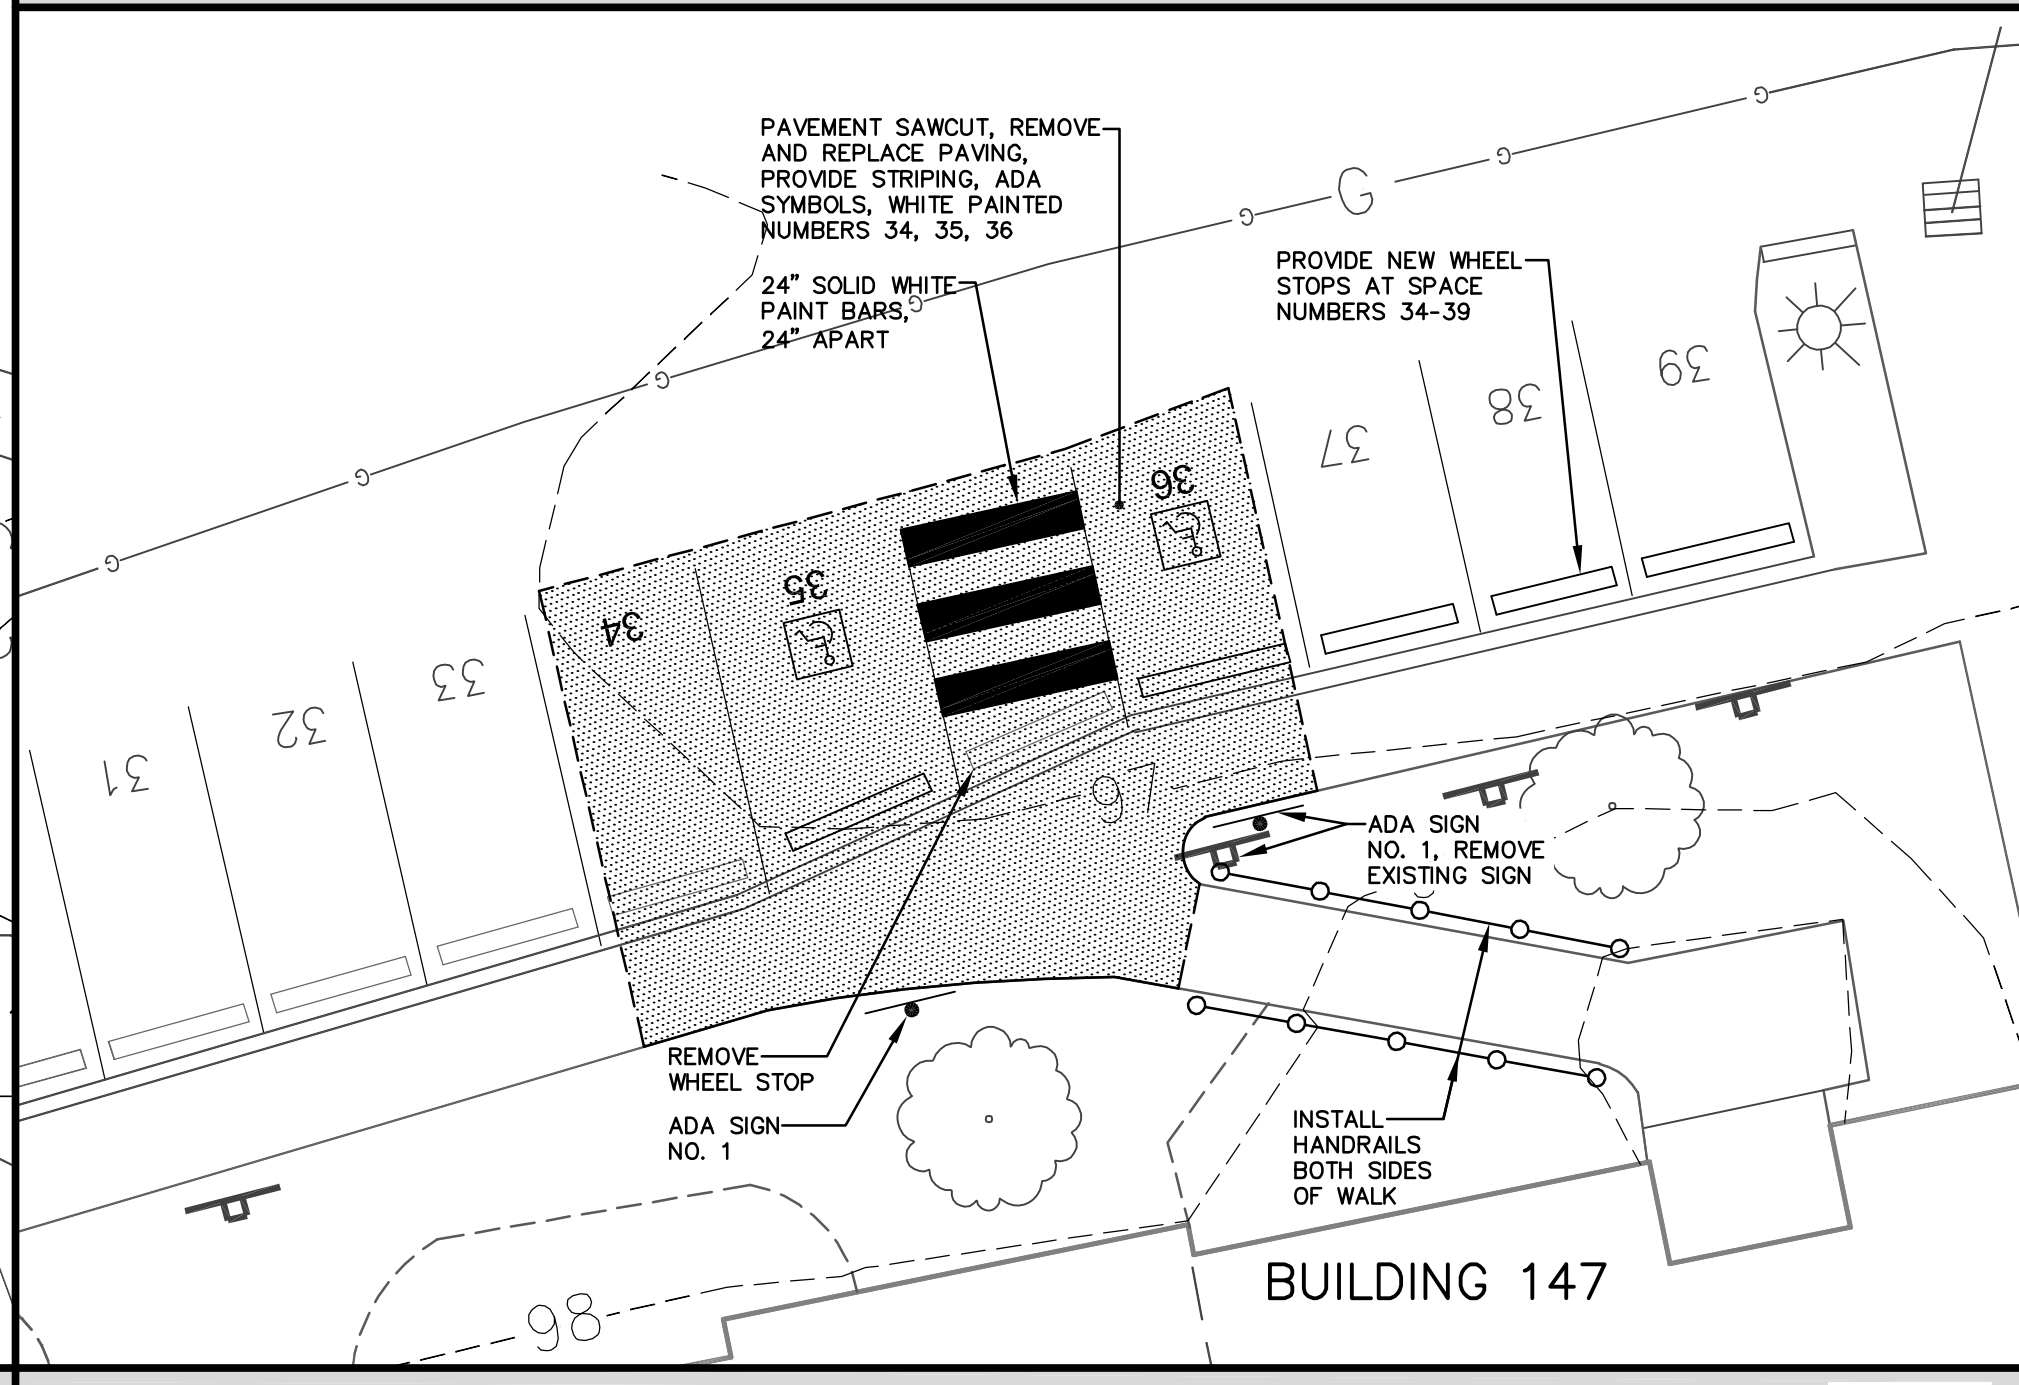 PAVEMENT SAWCUT, REMOVE
AND REPLACE PAVING,
PROVIDE STRIPING, ADA
SYMBOLS, WHITE PAINTED
NUMBERS 34, 35, 36
24" SOLID WHITE
PAINT BARS,
24" APART
PROVIDE NEW WHEEL
STOPS AT SPACE
NUMBERS 34-39
G
G
G
G
G
G
G
G
31
32
33
34
35
36
37
38
39
97
ADA SIGN
NO. 1, REMOVE
EXISTING SIGN
REMOVE
WHEEL STOP
ADA SIGN
NO. 1
INSTALL
HANDRAILS
BOTH SIDES
OF WALK
BUILDING 147
98